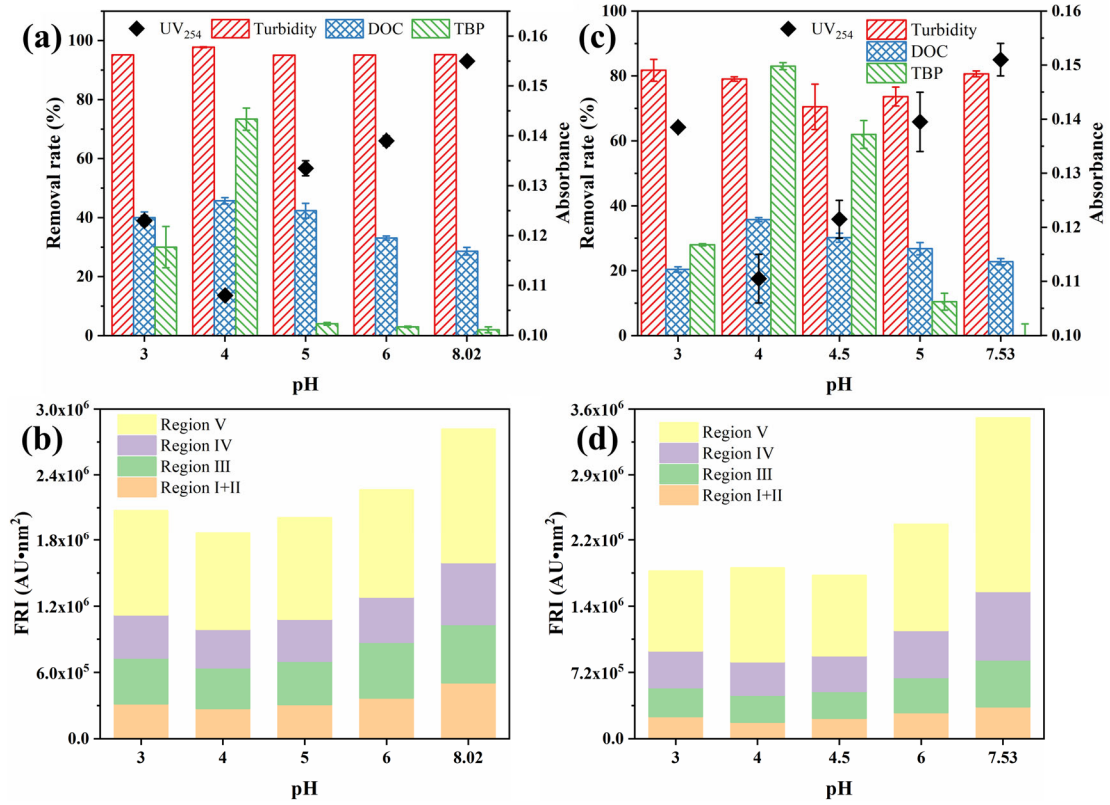 (a)
UV254 Turbidity DOC TBP
Removal rate (%)
100
80
60
40
20
0
0.16
0.15
0.14
0.13
0.12
0.11
0.10
Absorbance
3 4 5 6 8.02
pH
(c)
UV254 Turbidity
DOC
TBP
Removal rate (%)
100
80
60
40
20
0
0.16
0.15
0.14
0.13
0.12
0.11
0.10
Absorbance
3 4 4.5 5 7.53
pH
(b)
Region V
Region IV
Region III
Region I+II
FRI (AU•nm2)
3.0x106
2.4x106
1.8x106
1.2x106
6.0x105
0.0
3 4 5 6 8.02
pH
(d)
Region V
Region IV
Region III
Region I+II
FRI (AU•nm2)
3.6x106
2.9x106
2.2x106
1.4x106
7.2x105
0.0
3 4 4.5 6 7.53
pH